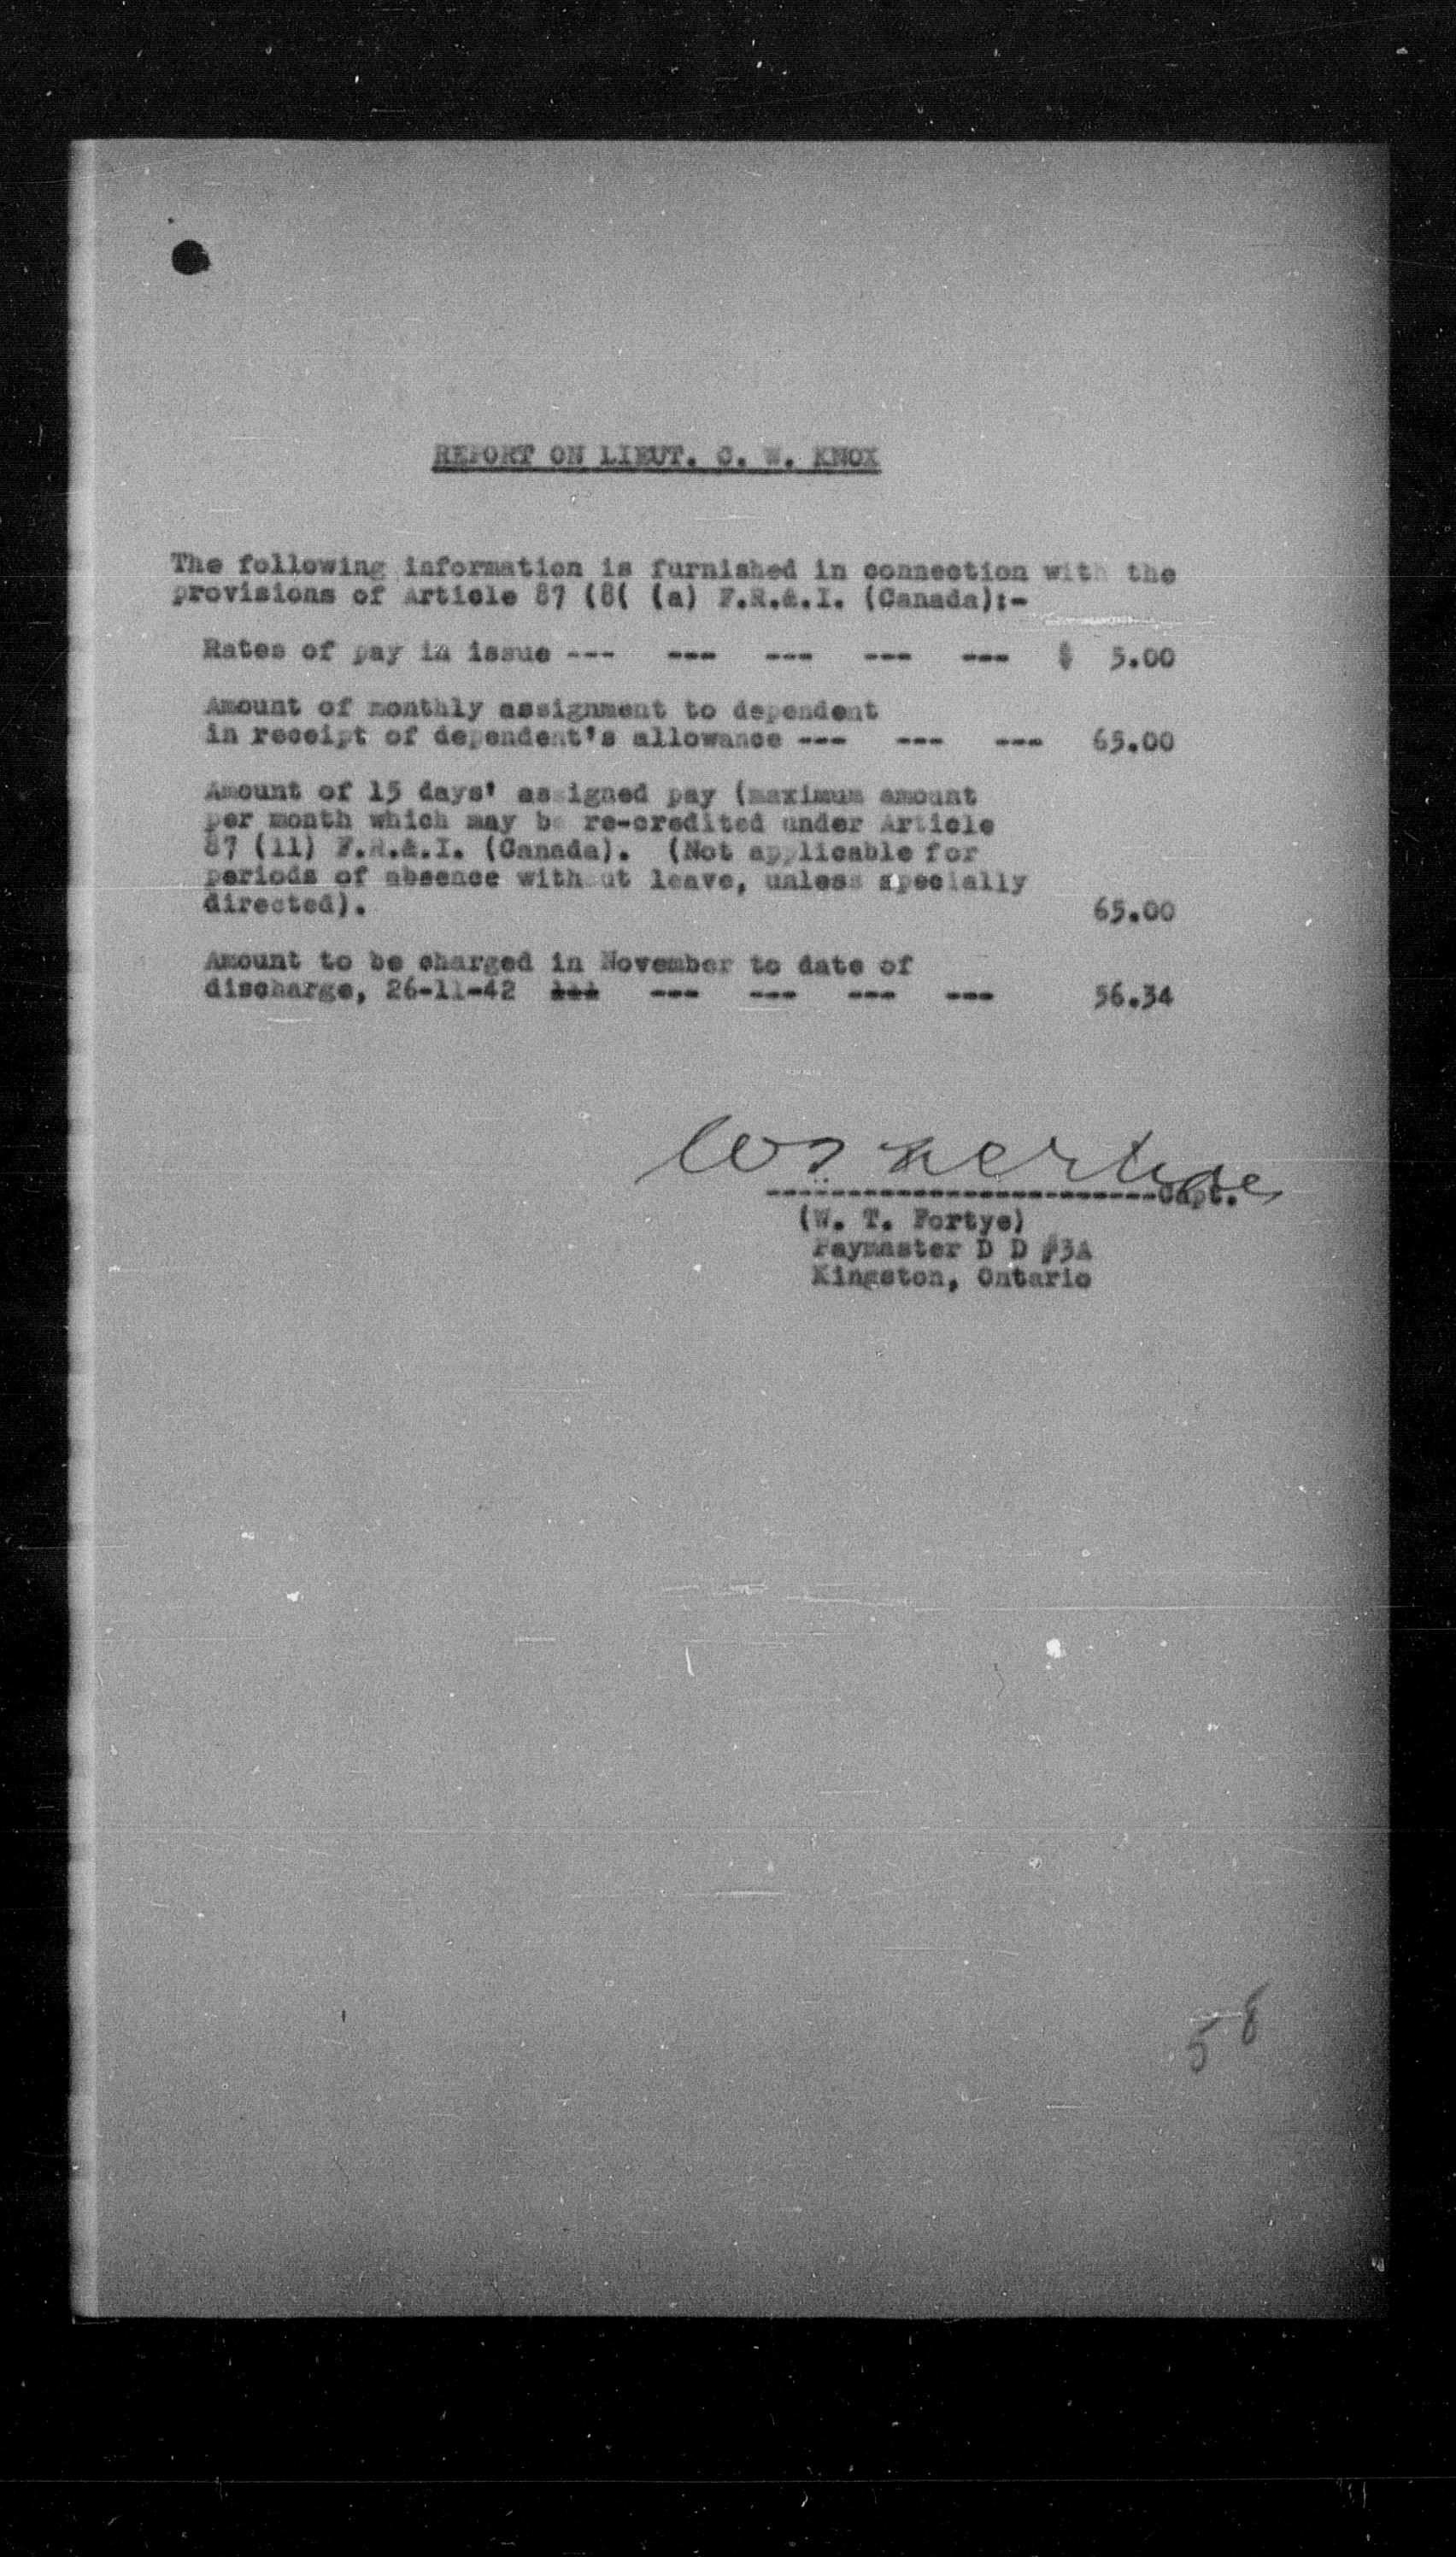 REPORT ON LIEUT. C. W. KNOX
The following information is furnished in connection with the
provisions of Article 87 (8( (a) F.R.&.I. (Canada):-
Rates of pay in issue --- --- --- --- --- $ 5.00
Amount of monthly assignment to dependent
in receipt of dependent's allowance --- --- --- 65.00
Amount of 15 days' assigned pay (maximum amount
per month which may be re-credited under Article
87 (11) F.R.&.I. (Canada). (Not applicable for
periods of absence without leave, unless specially
directed). 65.00
Amount to be charged in November to date of
discharge, 26-11-42 --- --- --- --- --- 56.34
------------------------Capt.
(W. T. Fortye)
Paymaster D D #3A
Kingston, Ontario
58